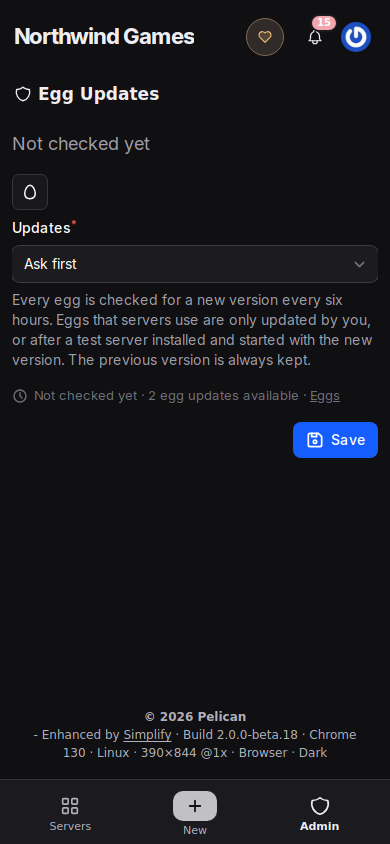 Northwind Games
15
Egg Updates
Not checked yet
Updates*
Ask first
Every egg is checked for a new version every six
hours. Eggs that servers use are only updated by you,
or after a test server installed and started with the new
version. The previous version is always kept.
Not checked yet · 2 egg updates available · Eggs
Save
© 2026 Pelican
- Enhanced by Simplify · Build 2.0.0-beta.18 · Chrome
130 · Linux · 390×844 @1x · Browser · Dark
Servers
New
Admin